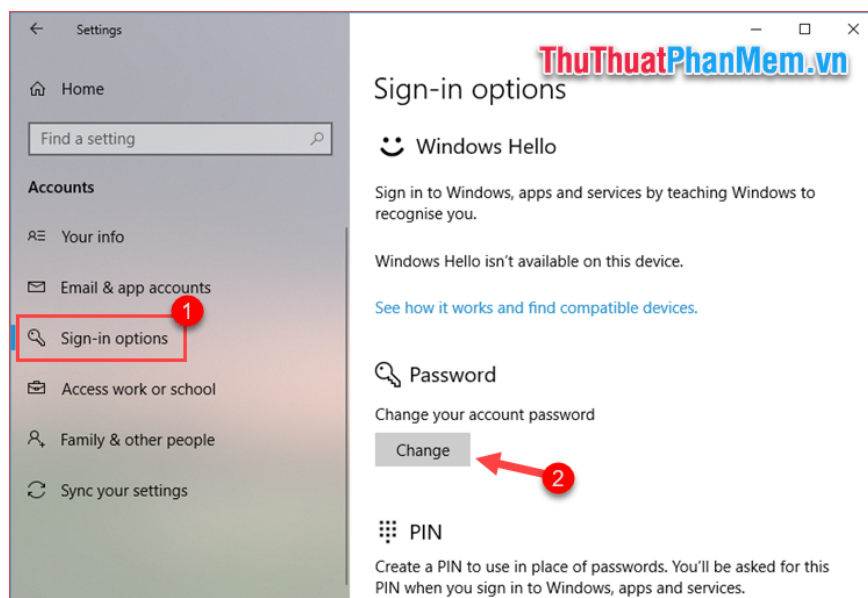 Settings
ThuThuatPhanMem.vn
Home
Find a setting
Accounts
Your info
Email & app accounts
1
Sign-in options
Access work or school
Family & other people
Sync your settings
Sign-in options
Windows Hello
Sign in to Windows, apps and services by teaching Windows to
recognise you.
Windows Hello isn't available on this device.
See how it works and find compatible devices.
Password
Change your account password
Change
2
PIN
Create a PIN to use in place of passwords. You'll be asked for this
PIN when you sign in to Windows, apps and services.